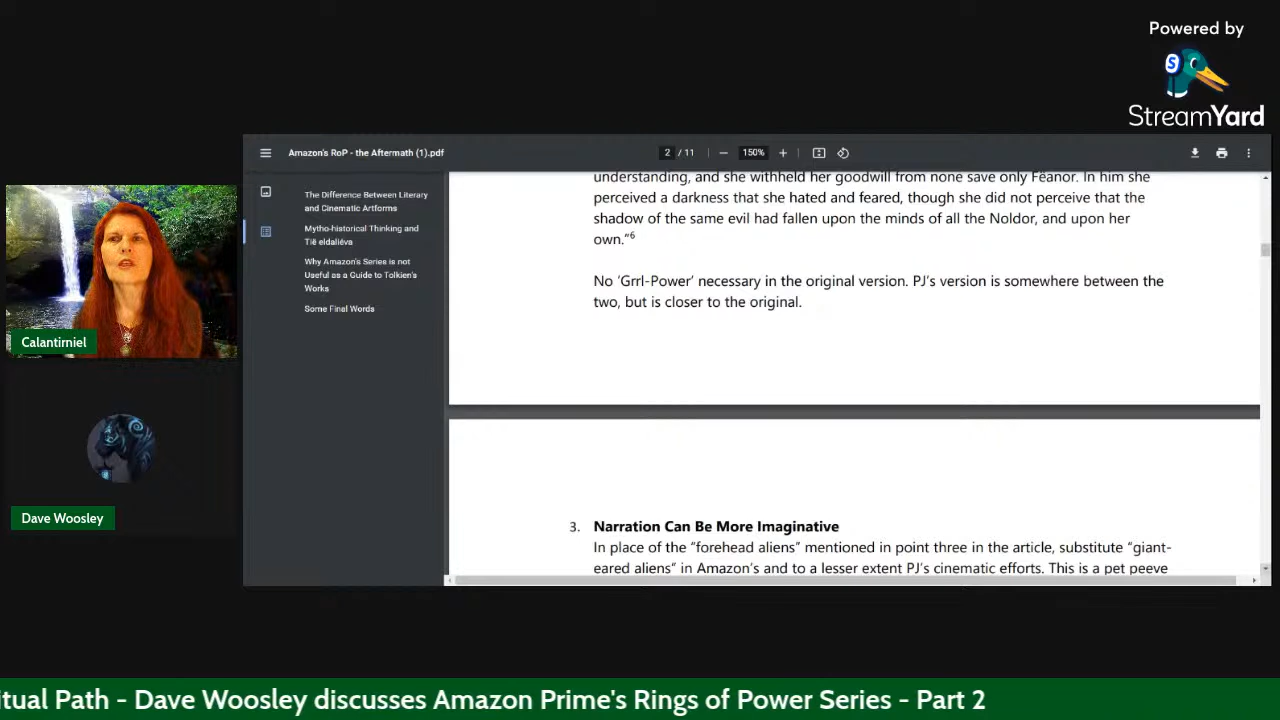 Powered by
S
StreamYard
Amazon's RoP - the Aftermath (1).pdf
2 / 11
150%
The Difference Between Literary
and Cinematic Artforms
Mytho-historical Thinking and
Tië eldaliéva
Why Amazon's Series is not
Useful as a Guide to Tolkien's
Works
Some Final Words
understanding, and she withheld her goodwill from none save only Fëanor. In him she
perceived a darkness that she hated and feared, though she did not perceive that the
shadow of the same evil had fallen upon the minds of all the Noldor, and upon her
own."6
No 'Grrl-Power' necessary in the original version. PJ's version is somewhere between the
two, but is closer to the original.
3. Narration Can Be More Imaginative
In place of the "forehead aliens" mentioned in point three in the article, substitute "giant-
eared aliens" in Amazon's and to a lesser extent PJ's cinematic efforts. This is a pet peeve
Calantirniel
Dave Woosley
itual Path - Dave Woosley discusses Amazon Prime's Rings of Power Series - Part 2